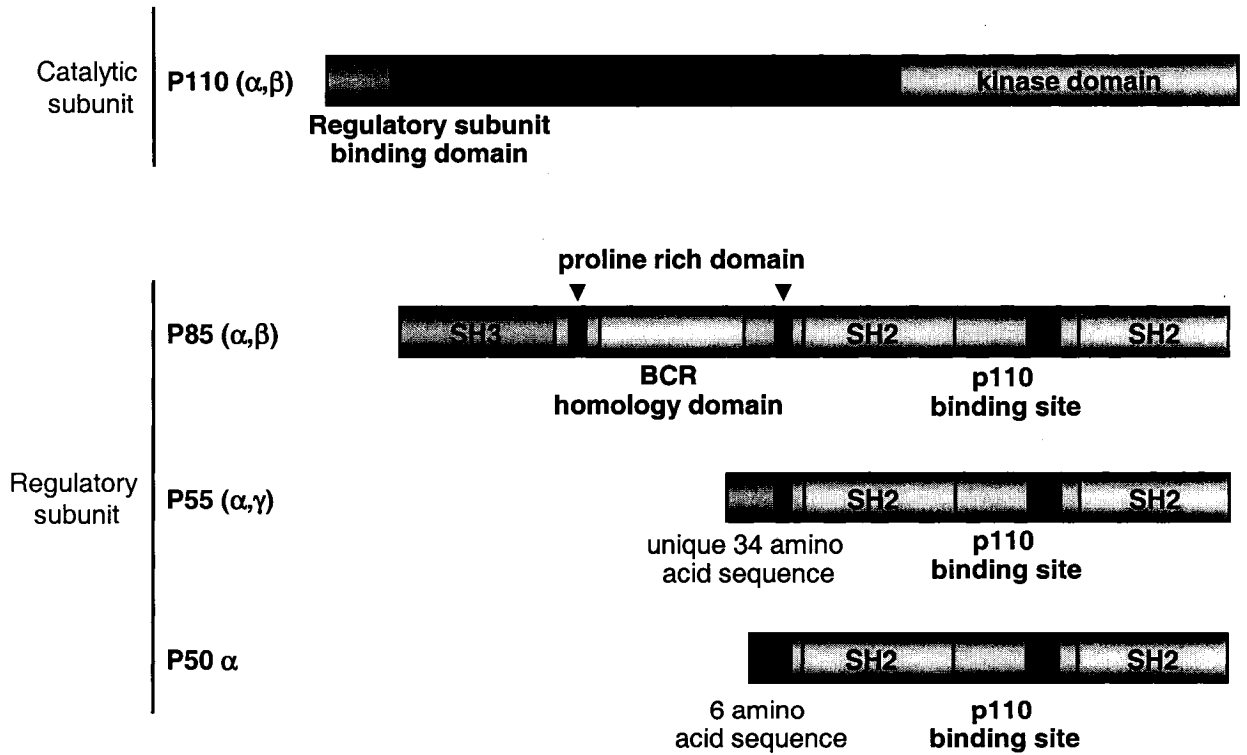 Catalytic
subunit
P110 (α,β)
kinase domain
Regulatory subunit
binding domain
proline rich domain
P85 (α,β)
SH3
SH2
SH2
BCR
homology domain
p110
binding site
Regulatory
subunit
P55 (α,γ)
SH2
SH2
unique 34 amino
acid sequence
p110
binding site
P50 α
SH2
SH2
6 amino
acid sequence
p110
binding site